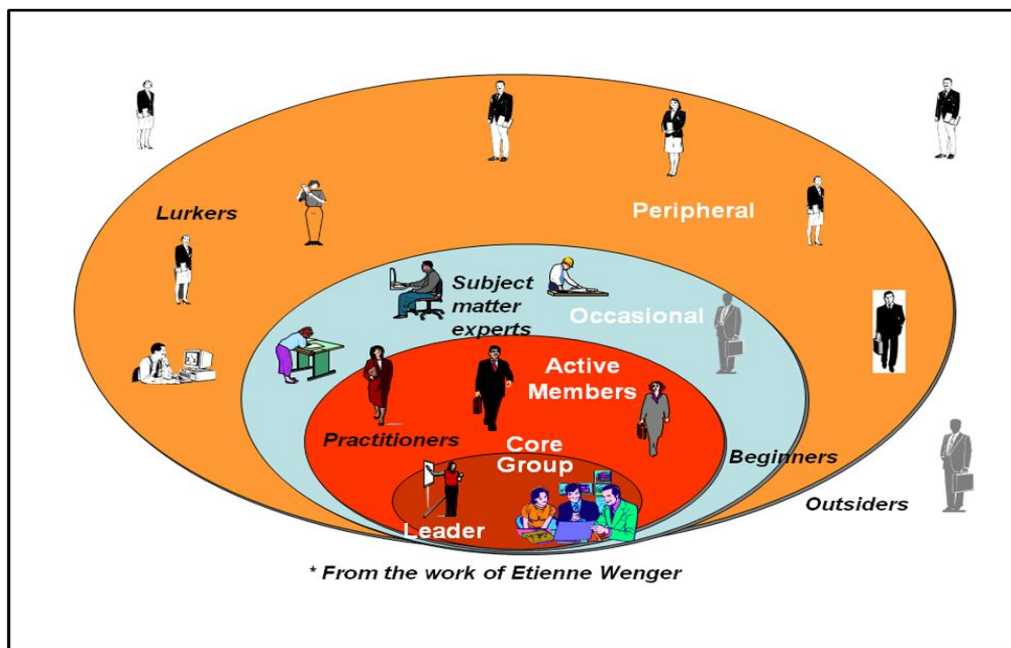 Lurkers
Peripheral
Subject
matter
experts
Occasional
Active
Members
Practitioners
Core
Group
Beginners
Leader
Outsiders
* From the work of Etienne Wenger